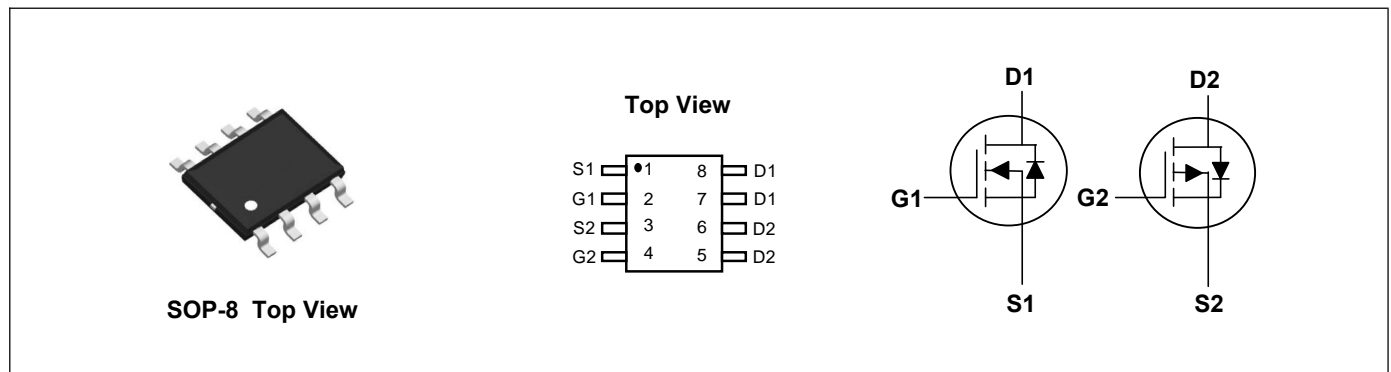 SOP-8 Top View
Top View
S1 1 8 D1
G1 2 7 D1
S2 3 6 D2
G2 4 5 D2
D1
G1
S1
D2
G2
S2